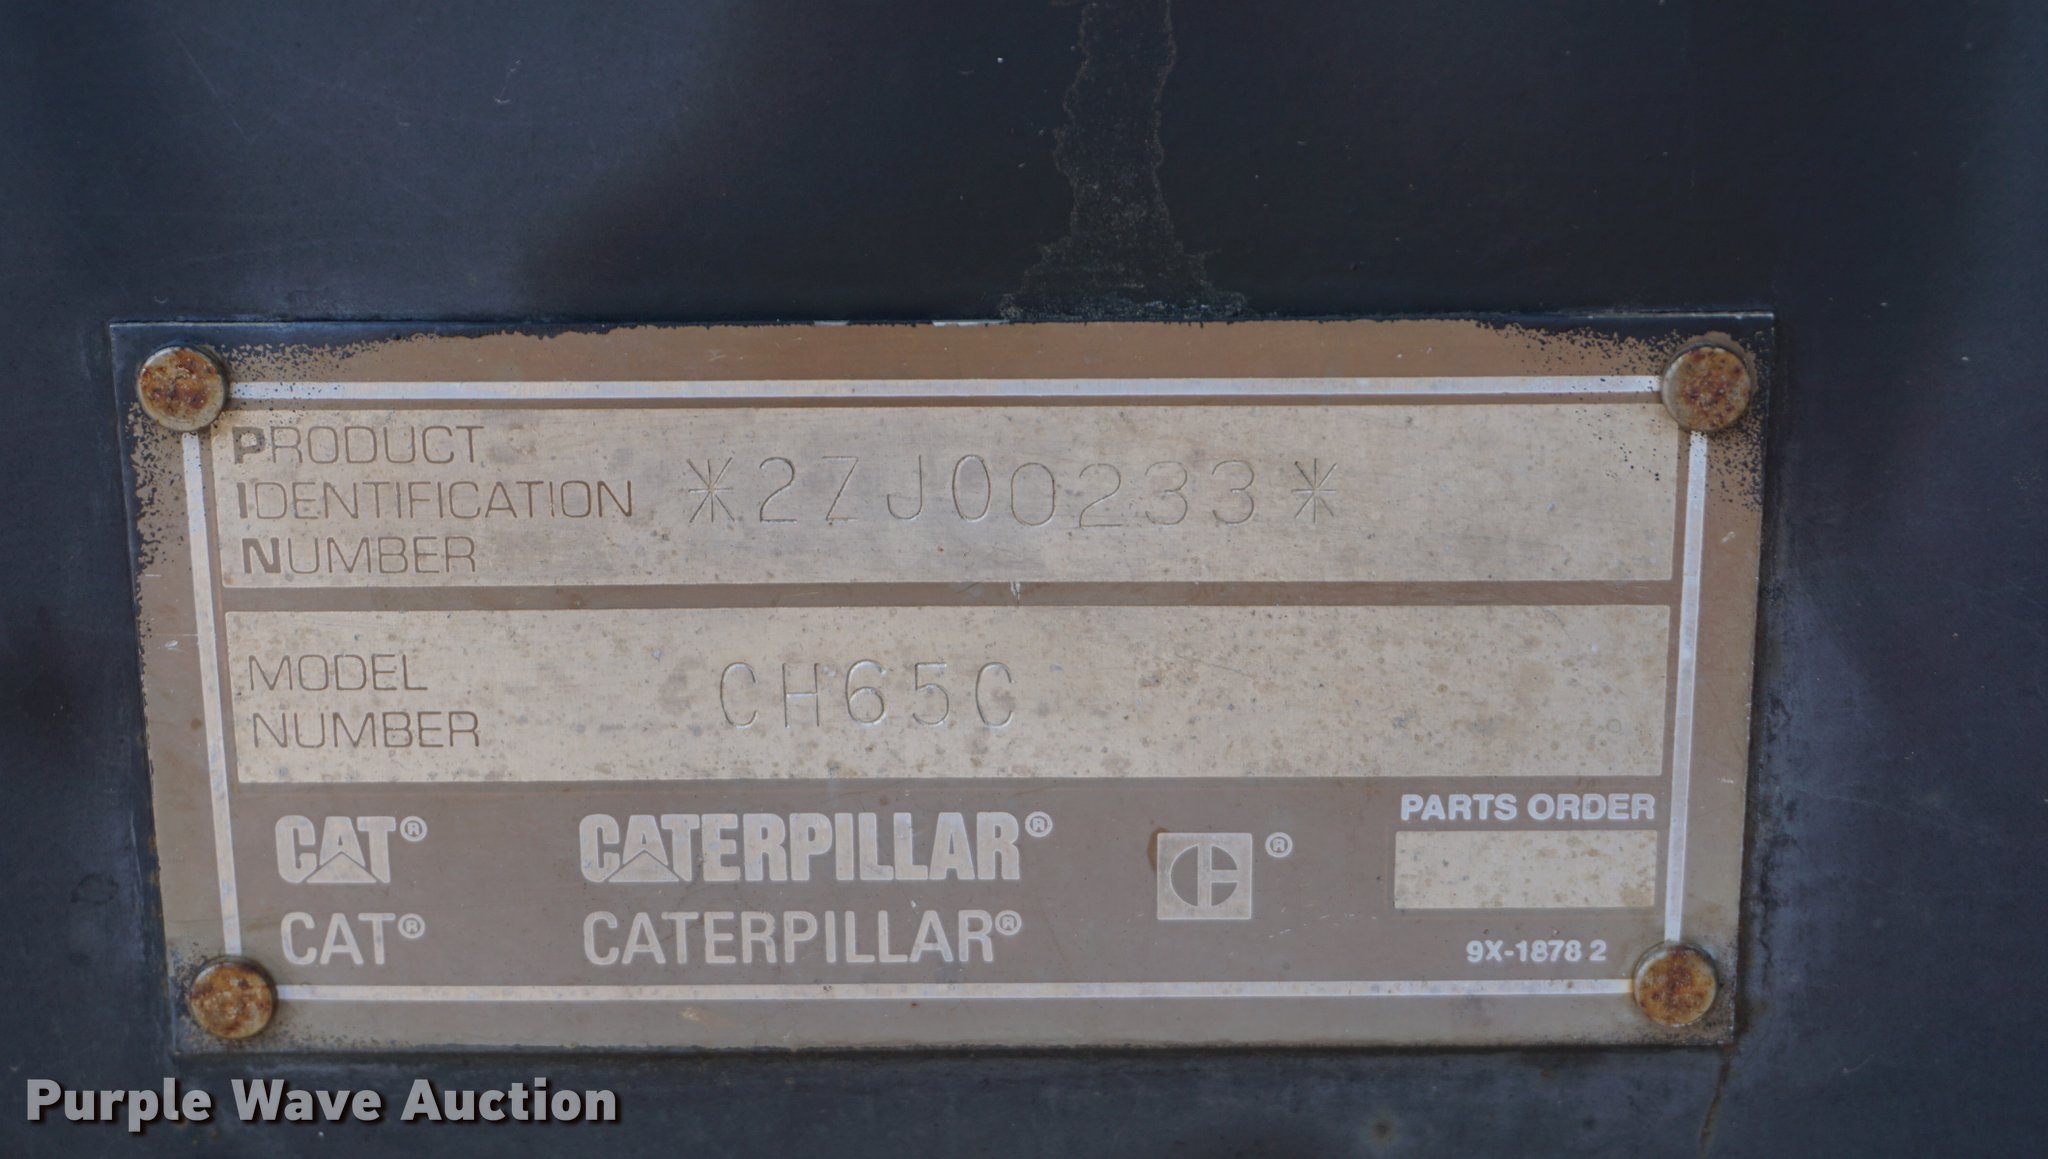 PRODUCT
IDENTIFICATION
NUMBER
*2ZJ00233*
MODEL
NUMBER
CH65C
CAT® CATERPILLAR® C® PARTS ORDER
CAT® CATERPILLAR®
9X-1878 2
Purple Wave Auction